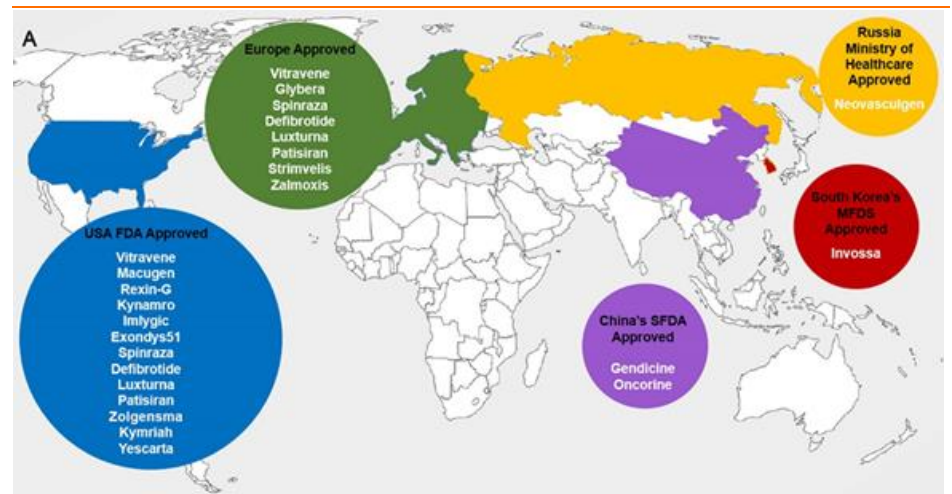 A
Europe Approved
Vitravene
Glybera
Spinraza
Defibrotide
Luxturna
Patisiran
Strimvelis
Zalmoxis
Russia
Ministry of
Healthcare
Approved
Neovasculgen
South Korea's
MFDS
Approved
Invossa
USA FDA Approved
Vitravene
Macugen
Rexin-G
Kynamro
Imlygic
Exondys51
Spinraza
Defibrotide
Luxturna
Patisiran
Zolgensma
Kymriah
Yescarta
China's SFDA
Approved
Gendicine
Oncorine